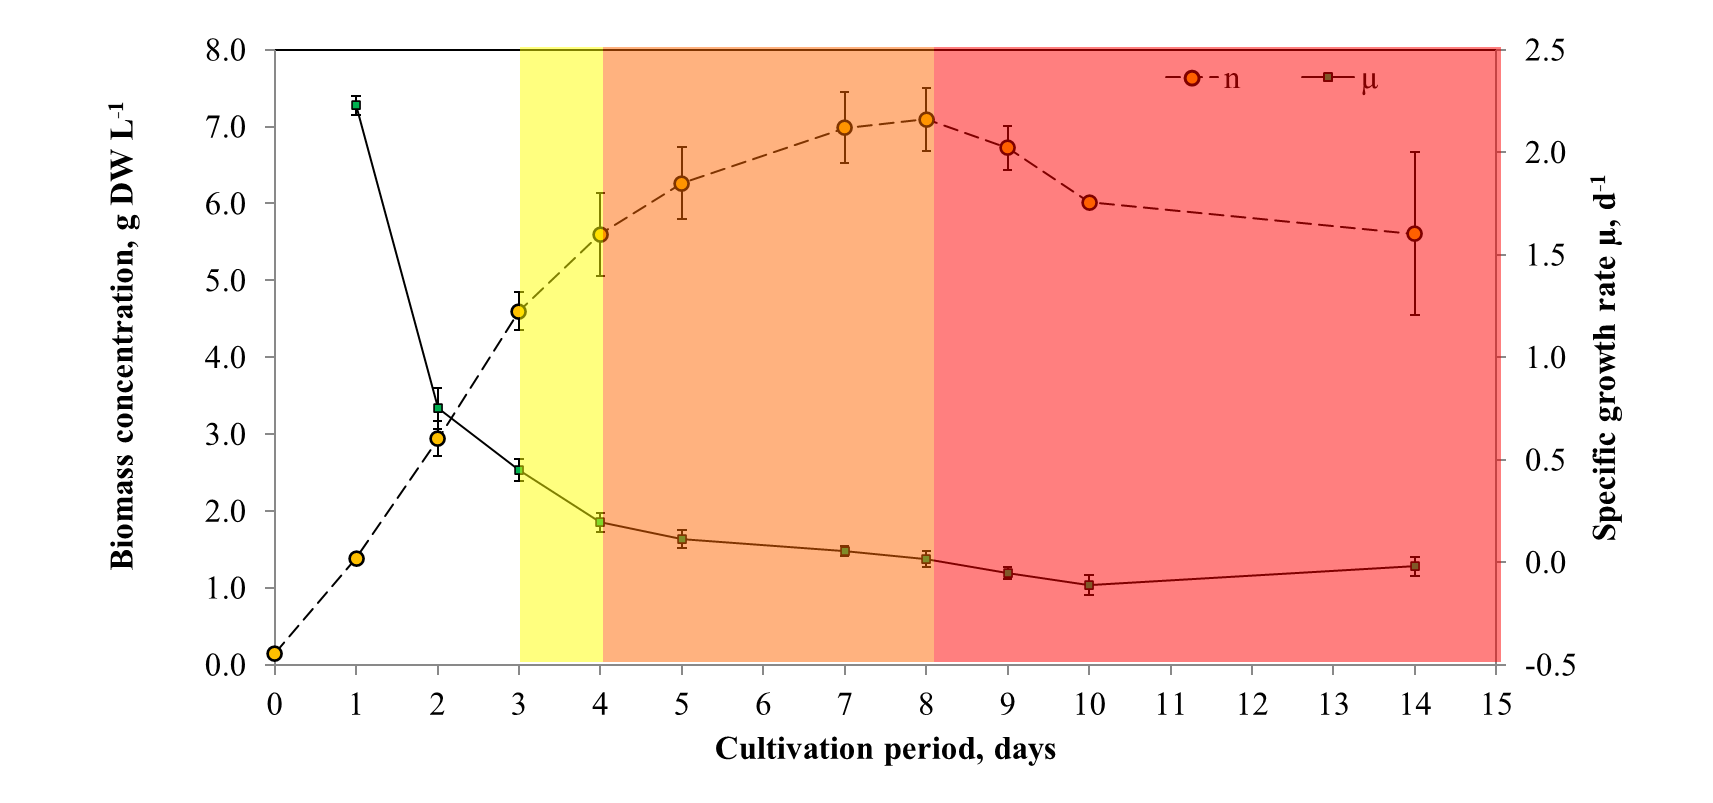 8.0
7.0
6.0
5.0
4.0
3.0
2.0
1.0
0.0
Biomass concentration, g DW L⁻¹
n
μ
2.5
2.0
1.5
1.0
0.5
0.0
-0.5
Specific growth rate μ, d⁻¹
0 1 2 3 4 5 6 7 8 9 10 11 12 13 14 15
Cultivation period, days